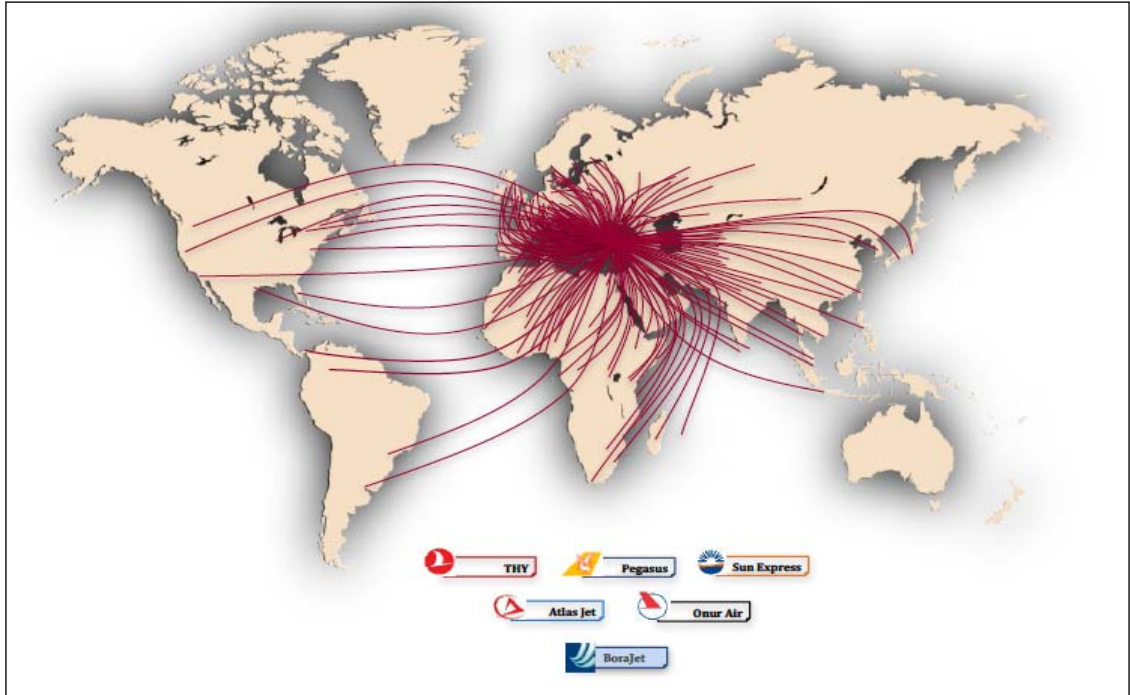 THY
Pegasus
Sun Express
Atlas Jet
Onur Air
BoraJet